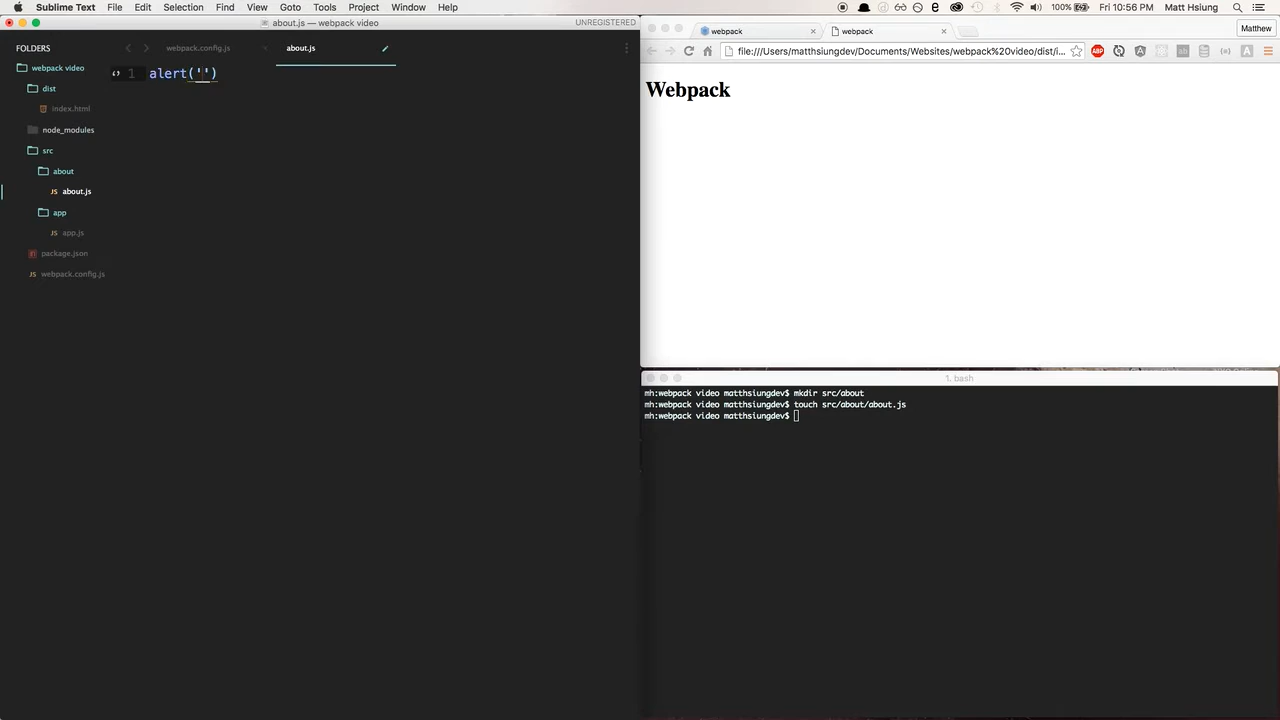 Sublime Text File Edit Selection Find View Goto Tools Project Window Help 100% Fri 10:56 PM Matt Hsiung
about.js — webpack video UNREGISTERED
FOLDERS
webpack video
dist
index.html
node_modules
src
about
JS about.js
app
JS app.js
package.json
JS webpack.config.js
webpack.config.js × about.js
1 alert('')
webpack × webpack × Matthew
file:///Users/matthsiungdev/Documents/Websites/webpack%20video/dist/i...
ABP
Webpack
1. bash
mh:webpack video matthsiungdev$ mkdir src/about
mh:webpack video matthsiungdev$ touch src/about/about.js
mh:webpack video matthsiungdev$